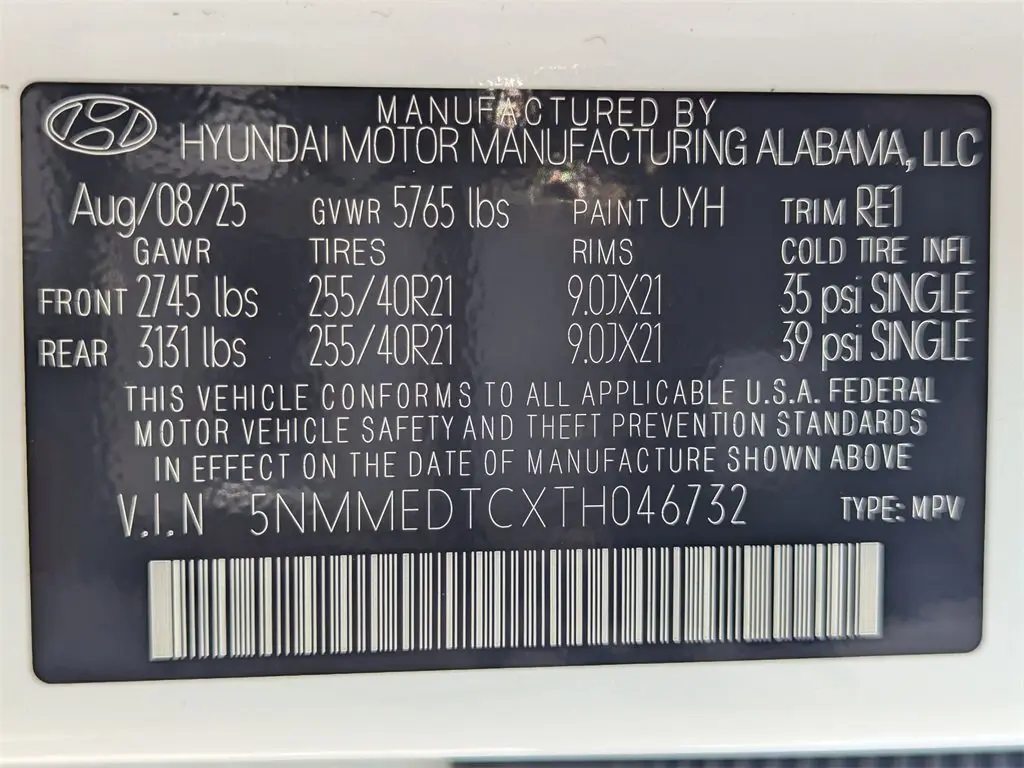 MANUFACTURED BY
HYUNDAI MOTOR MANUFACTURING ALABAMA, LLC
Aug/08/25 GVWR 5765 lbs PAINT UYH TRIM RE1
GAWR TIRES RIMS COLD TIRE INFL
FRONT 2745 lbs 255/40R21 9.0JX21 35 psi SINGLE
REAR 3131 lbs 255/40R21 9.0JX21 39 psi SINGLE
THIS VEHICLE CONFORMS TO ALL APPLICABLE U.S.A. FEDERAL
MOTOR VEHICLE SAFETY AND THEFT PREVENTION STANDARDS
IN EFFECT ON THE DATE OF MANUFACTURE SHOWN ABOVE
V.I.N 5NMMEDTCXTH046732 TYPE: MPV